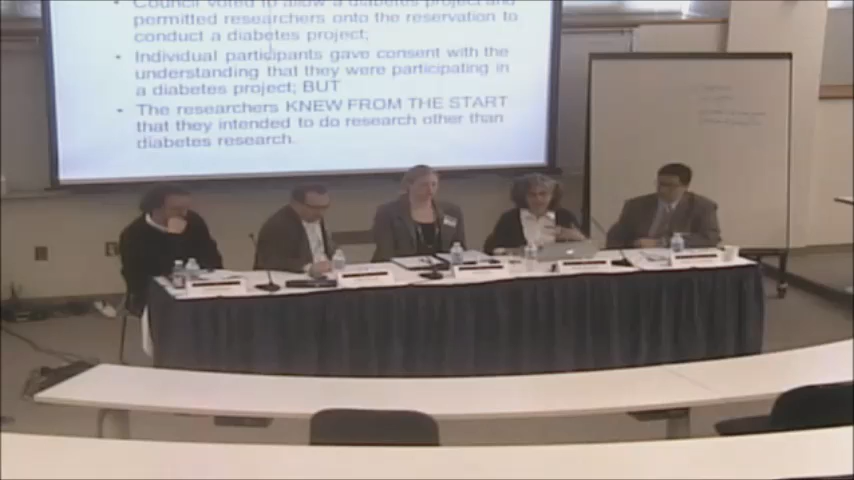 Council voted to allow a diabetes project and
permitted researchers onto the reservation to
conduct a diabetes project;
• Individual participants gave consent with the
understanding that they were participating in
a diabetes project; BUT
• The researchers KNEW FROM THE START
that they intended to do research other than
diabetes research.